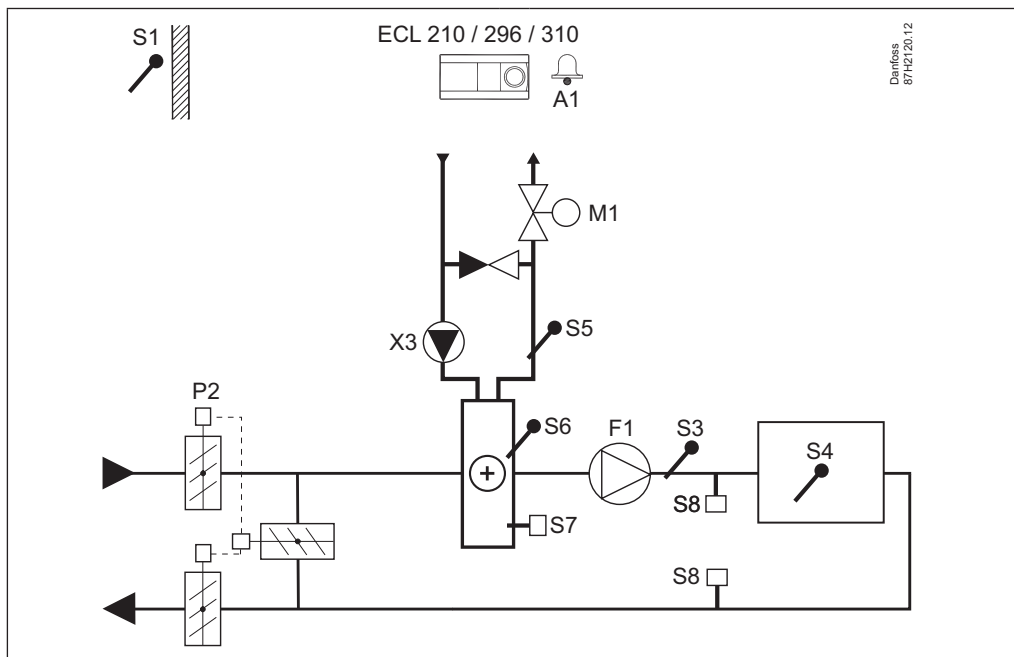 S1
ECL 210 / 296 / 310
A1
Danfoss
87H2120.12
M1
X3
S5
P2
S6
F1
S3
S4
S8
S7
S8